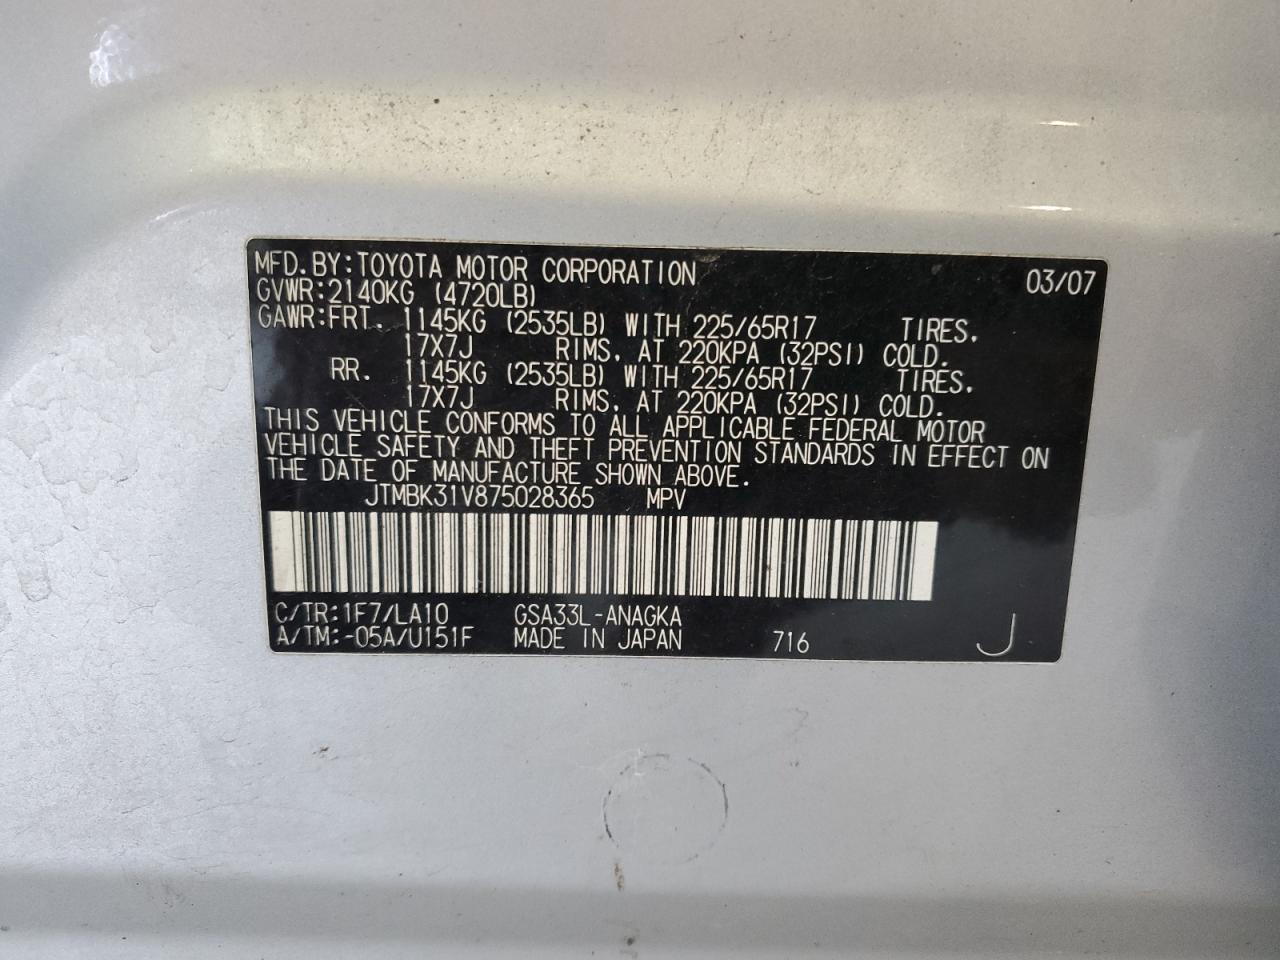 MFD.BY:TOYOTA MOTOR CORPORATION 03/07
GVWR:2140KG (4720LB)
GAWR:FRT. 1145KG (2535LB) WITH 225/65R17 TIRES,
17X7J RIMS, AT 220KPA (32PSI) COLD.
RR. 1145KG (2535LB) WITH 225/65R17 TIRES,
17X7J RIMS, AT 220KPA (32PSI) COLD.
THIS VEHICLE CONFORMS TO ALL APPLICABLE FEDERAL MOTOR
VEHICLE SAFETY AND THEFT PREVENTION STANDARDS IN EFFECT ON
THE DATE OF MANUFACTURE SHOWN ABOVE.
JTMBK31V875028365 MPV
C/TR:1F7/LA10 GSA33L-ANAGKA
A/TM:-05A/U151F MADE IN JAPAN 716 J